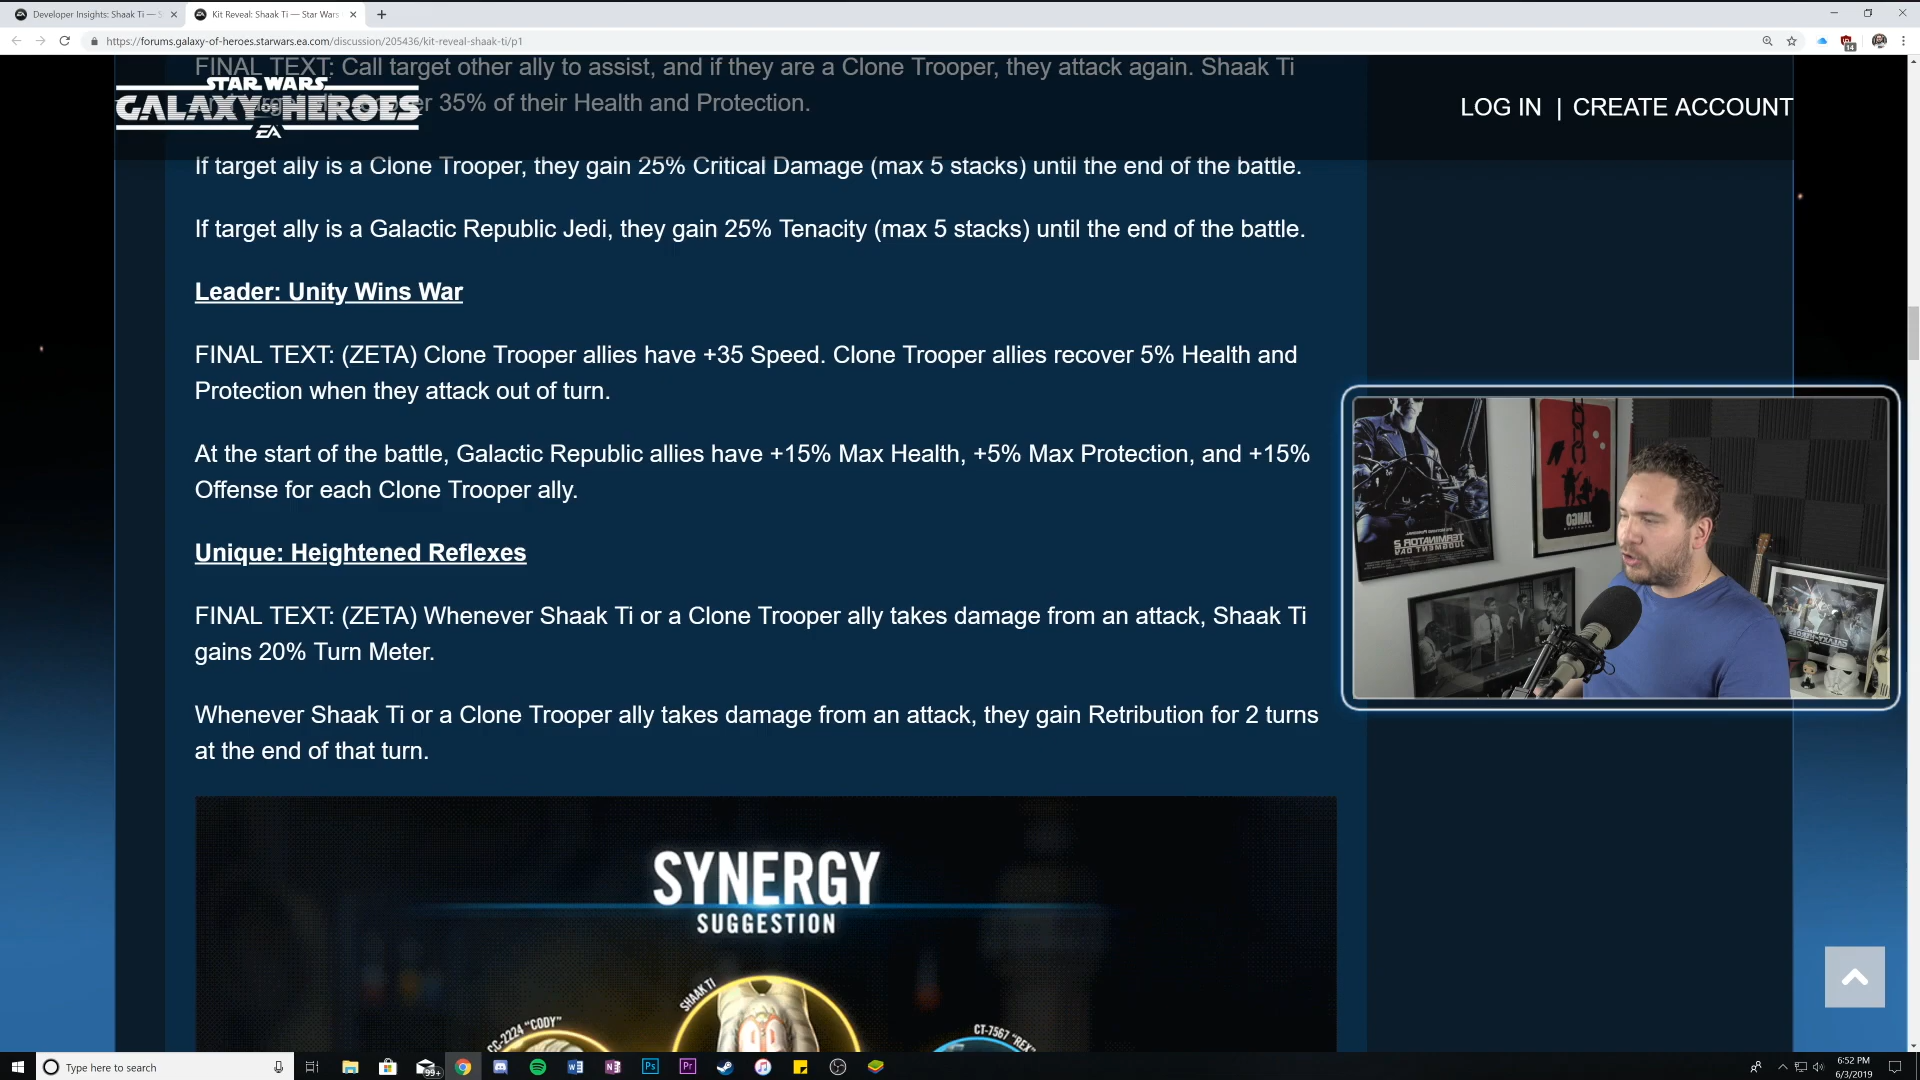 Developer Insights: Shaak Ti — S
Kit Reveal: Shaak Ti — Star Wars
https://forums.galaxy-of-heroes.starwars.ea.com/discussion/205436/kit-reveal-shaak-ti/p1
14
FINAL TEXT: Call target other ally to assist, and if they are a Clone Trooper, they attack again. Shaak Ti
35% of their Health and Protection.
STAR WARS
GALAXY OF HEROES
EA
LOG IN | CREATE ACCOUNT
If target ally is a Clone Trooper, they gain 25% Critical Damage (max 5 stacks) until the end of the battle.
If target ally is a Galactic Republic Jedi, they gain 25% Tenacity (max 5 stacks) until the end of the battle.
Leader: Unity Wins War
FINAL TEXT: (ZETA) Clone Trooper allies have +35 Speed. Clone Trooper allies recover 5% Health and
Protection when they attack out of turn.
At the start of the battle, Galactic Republic allies have +15% Max Health, +5% Max Protection, and +15%
Offense for each Clone Trooper ally.
Unique: Heightened Reflexes
FINAL TEXT: (ZETA) Whenever Shaak Ti or a Clone Trooper ally takes damage from an attack, Shaak Ti
gains 20% Turn Meter.
Whenever Shaak Ti or a Clone Trooper ally takes damage from an attack, they gain Retribution for 2 turns
at the end of that turn.
TERMINATOR 2
JUDGEMENT DAY
DJANGO
SYNERGY
SUGGESTION
SHAAK TI
CC-2224 "CODY"
CT-7567 "REX"
Type here to search
99+
6:52 PM
6/3/2019